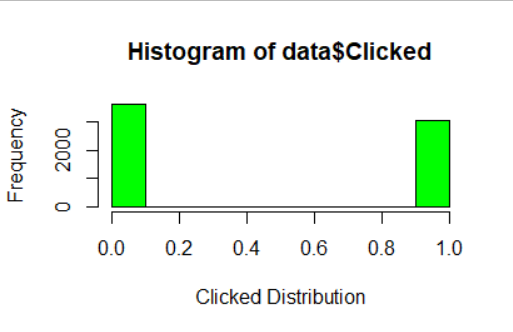 Histogram of data$Clicked
Frequency
2000
0
0.0 0.2 0.4 0.6 0.8 1.0
Clicked Distribution